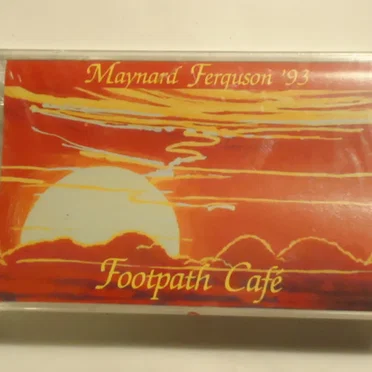 Maynard Ferguson '93
Footpath Café